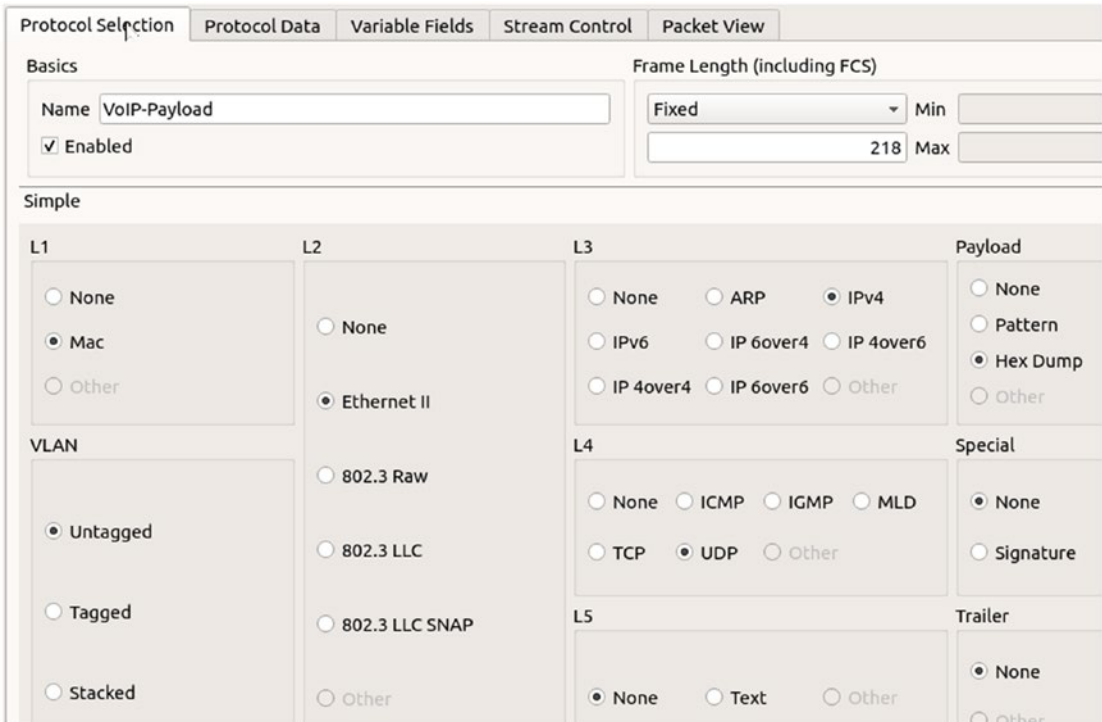 Protocol Selection Protocol Data Variable Fields Stream Control Packet View
Basics
Name VoIP-Payload
Enabled
Frame Length (including FCS)
Fixed Min
218 Max
Simple
L1
None
Mac
Other
VLAN
Untagged
Tagged
Stacked
L2
None
Ethernet II
802.3 Raw
802.3 LLC
802.3 LLC SNAP
Other
L3
None ARP IPv4
IPv6 IP 6over4 IP 4over6
IP 4over4 IP 6over6 Other
L4
None ICMP IGMP MLD
TCP UDP Other
L5
None Text Other
Payload
None
Pattern
Hex Dump
Other
Special
None
Signature
Trailer
None
Other